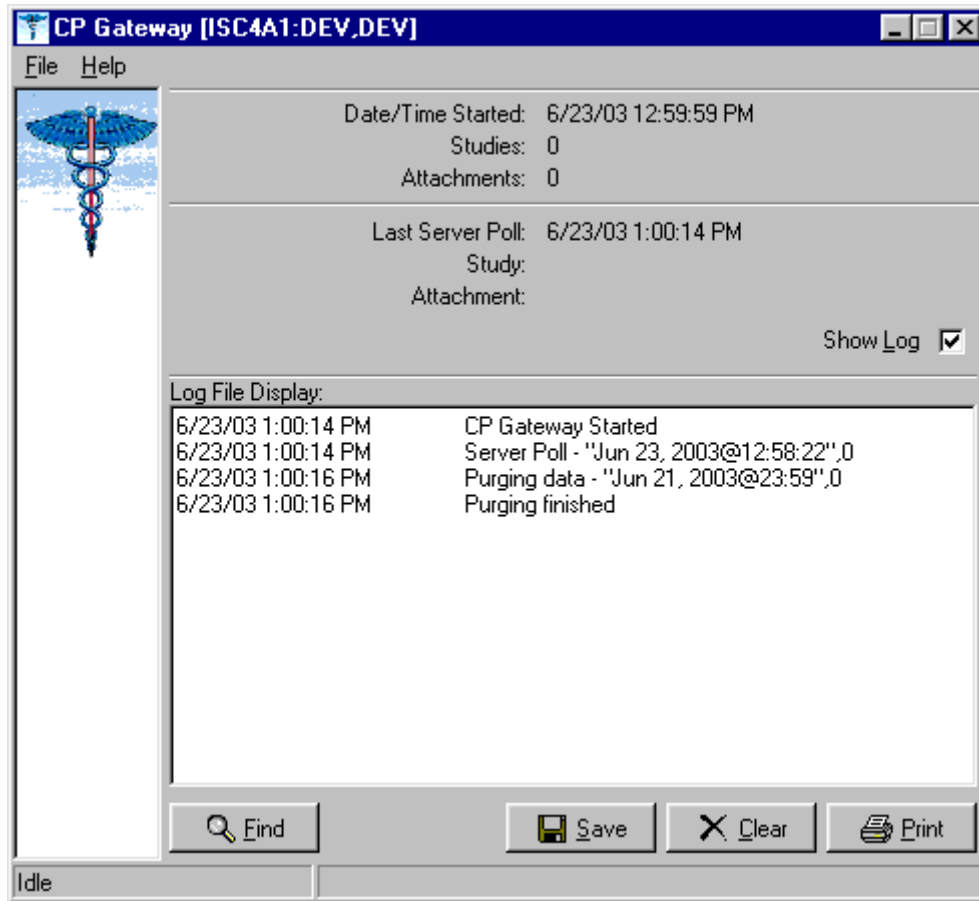 CP Gateway [ISC4A1:DEV,DEV]
File Help
Date/Time Started: 6/23/03 12:59:59 PM
Studies: 0
Attachments: 0
Last Server Poll: 6/23/03 1:00:14 PM
Study:
Attachment:
Show Log
Log File Display:
6/23/03 1:00:14 PM CP Gateway Started
6/23/03 1:00:14 PM Server Poll - "Jun 23, 2003@12:58:22",0
6/23/03 1:00:16 PM Purging data - "Jun 21, 2003@23:59",0
6/23/03 1:00:16 PM Purging finished
Find Save Clear Print
Idle